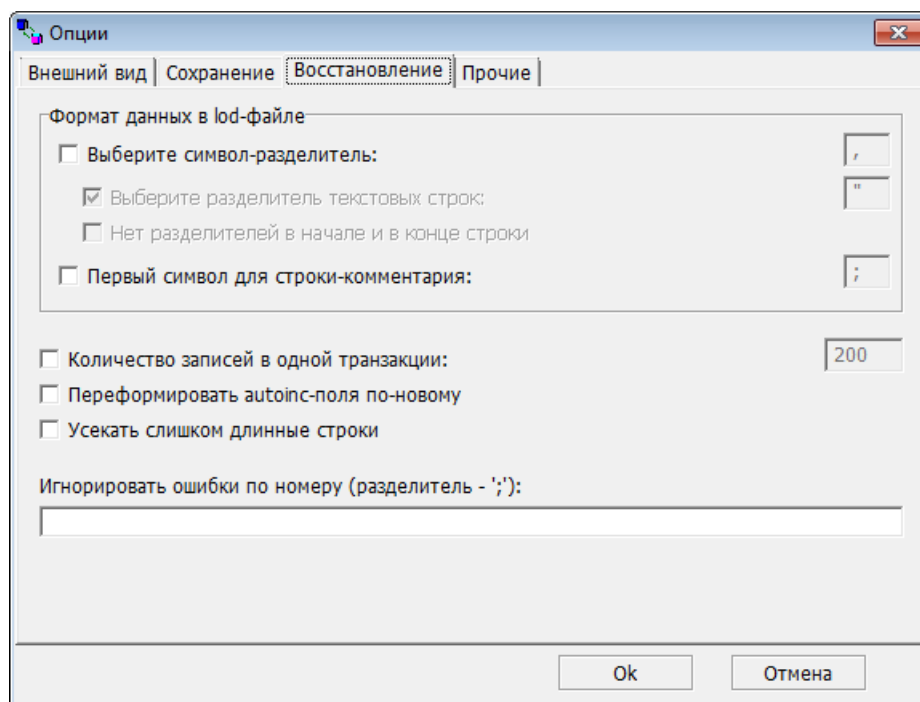 Опции
Внешний вид Сохранение Восстановление Прочие
Формат данных в lod-файле
Выберите символ-разделитель: ,
Выберите разделитель текстовых строк: "
Нет разделителей в начале и в конце строки
Первый символ для строки-комментария: ;
Количество записей в одной транзакции: 200
Переформировать autoinc-поля по-новому
Усекать слишком длинные строки
Игнорировать ошибки по номеру (разделитель - ';'):
Ok Отмена